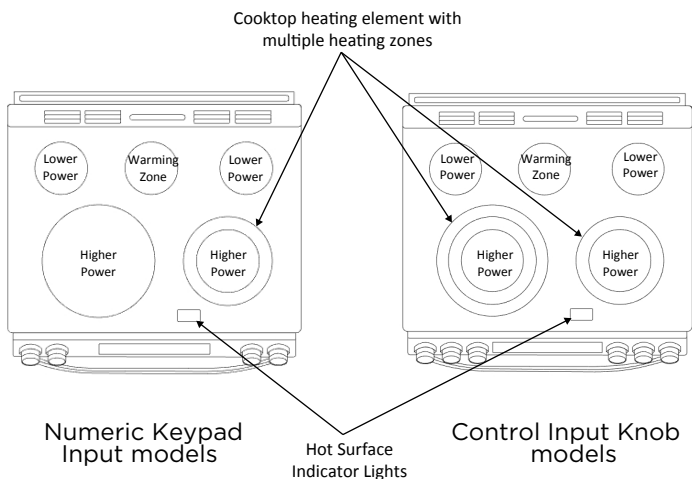 Cooktop heating element with
multiple heating zones
Lower
Power
Warming
Zone
Lower
Power
Higher
Power
Higher
Power
Numeric Keypad
Input models
Lower
Power
Warming
Zone
Lower
Power
Higher
Power
Higher
Power
Control Input Knob
models
Hot Surface
Indicator Lights